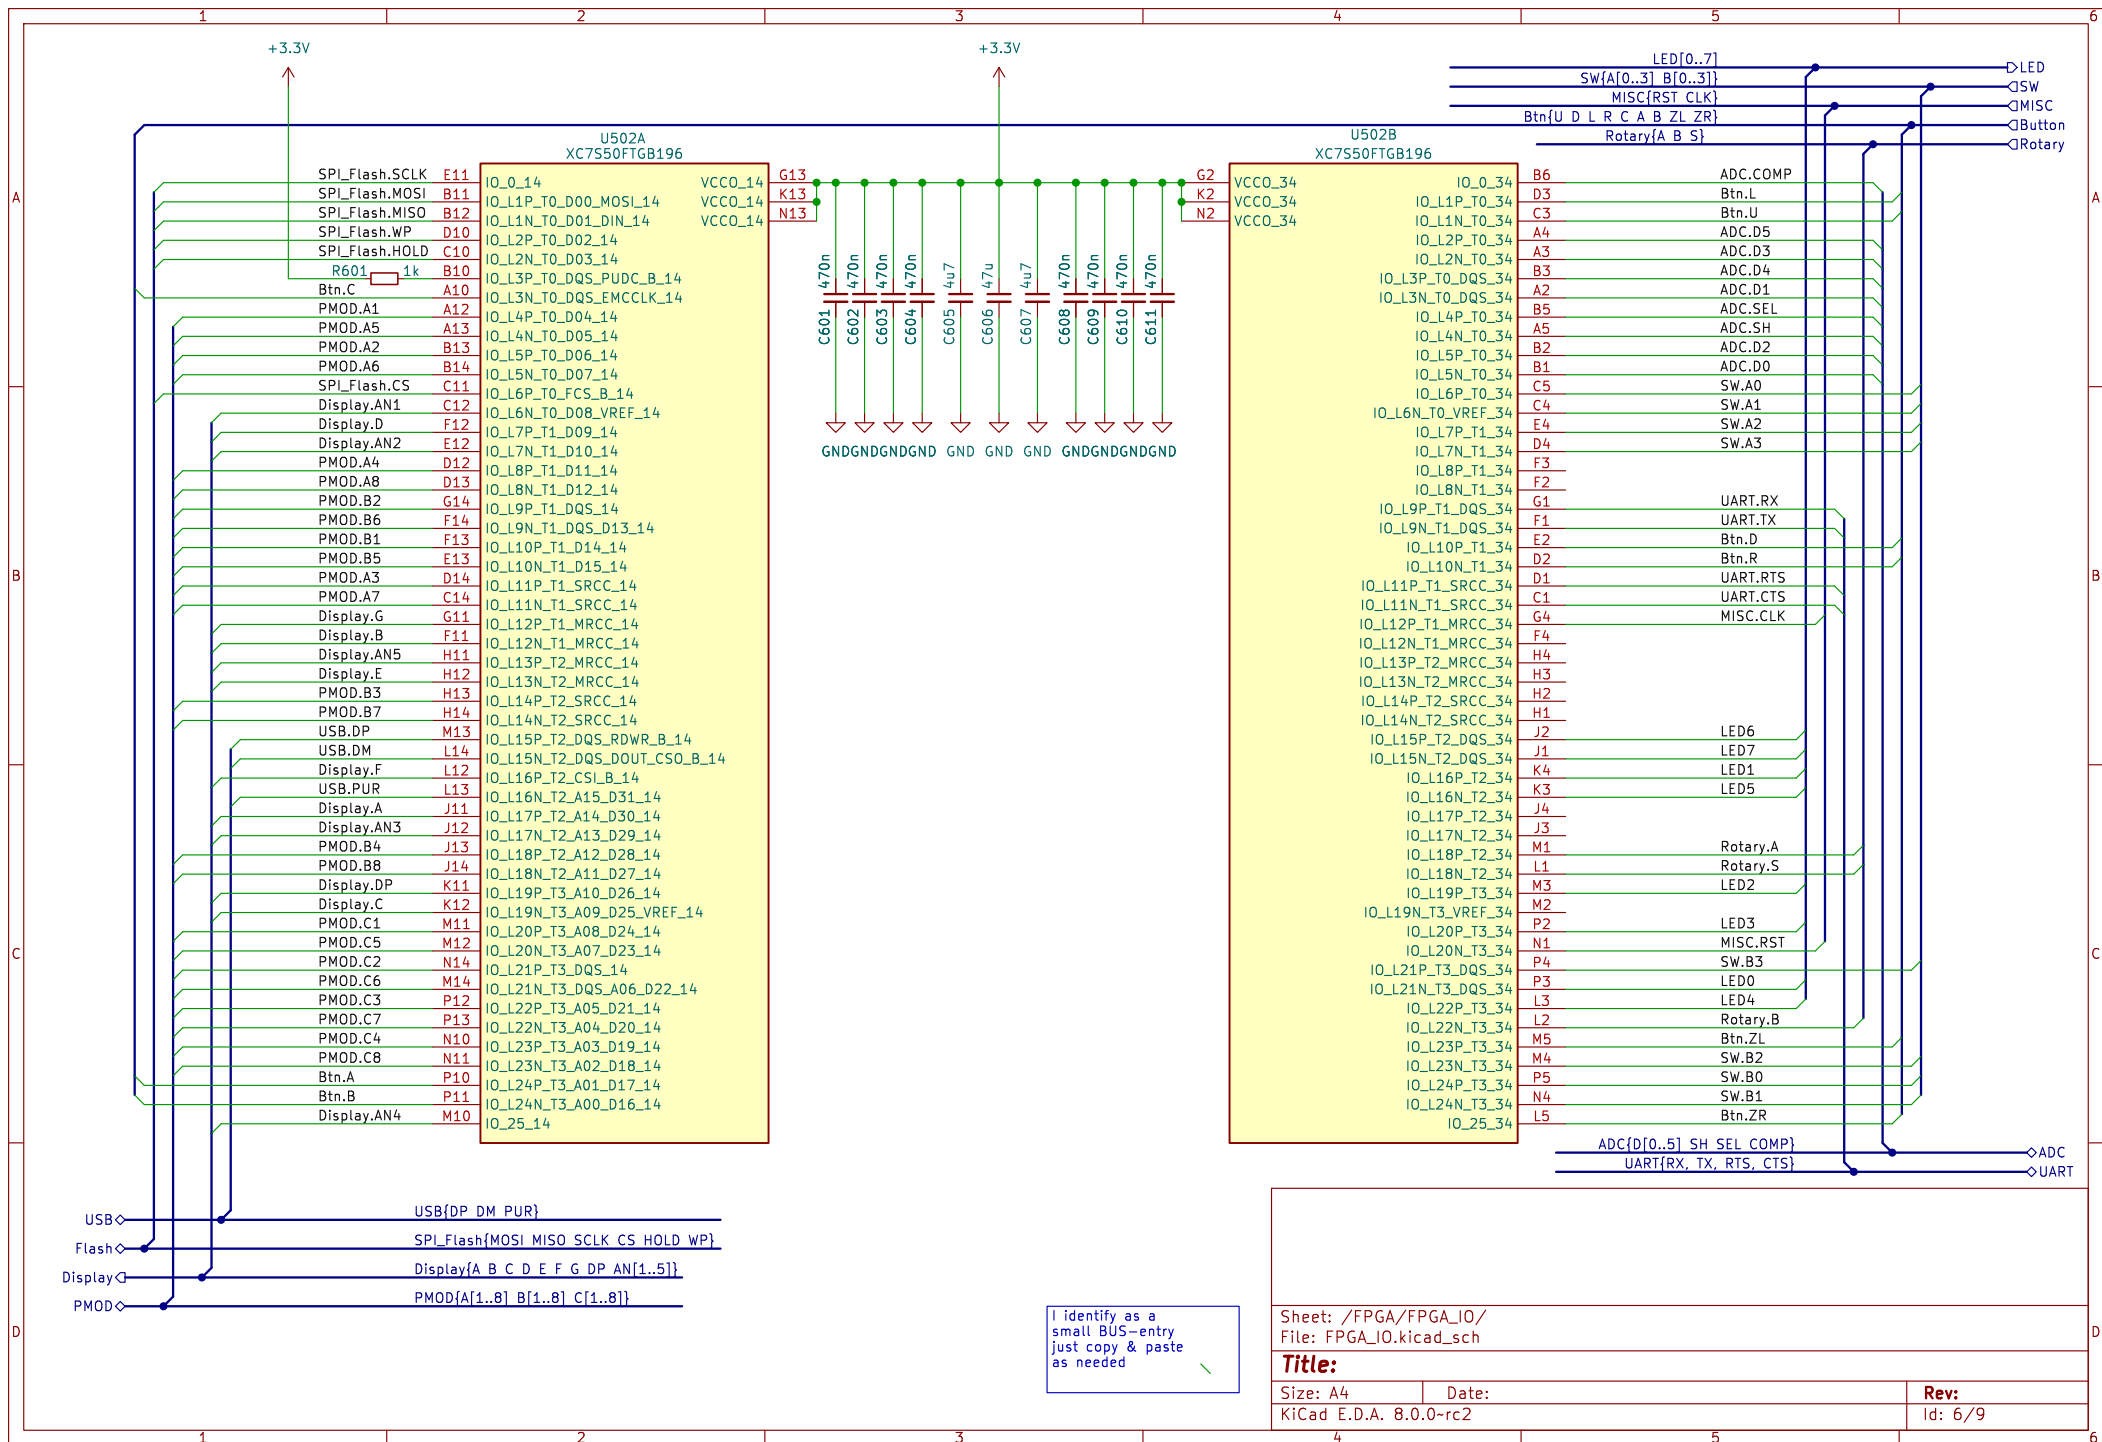 1 2 3 4 5 6
+3.3V +3.3V
LED[0..7] LED
SW{A[0..3] B[0..3]} SW
MISC{RST CLK} MISC
Btn{U D L R C A B ZL ZR} Button
Rotary{A B S} Rotary
U502A
XC7S50FTGB196
U502B
XC7S50FTGB196
SPI_Flash.SCLK E11 IO_0_14 VCCO_14 G13
SPI_Flash.MOSI B11 IO_L1P_T0_D00_MOSI_14 VCCO_14 K13
SPI_Flash.MISO B12 IO_L1N_T0_D01_DIN_14 VCCO_14 N13
SPI_Flash.WP D10 IO_L2P_T0_D02_14
SPI_Flash.HOLD C10 IO_L2N_T0_D03_14
R601 1k B10 IO_L3P_T0_DQS_PUDC_B_14
Btn.C A10 IO_L3N_T0_DQS_EMCCLK_14
PMOD.A1 A12 IO_L4P_T0_D04_14
PMOD.A5 A13 IO_L4N_T0_D05_14
PMOD.A2 B13 IO_L5P_T0_D06_14
PMOD.A6 B14 IO_L5N_T0_D07_14
SPI_Flash.CS C11 IO_L6P_T0_FCS_B_14
Display.AN1 C12 IO_L6N_T0_D08_VREF_14
Display.D F12 IO_L7P_T1_D09_14
Display.AN2 E12 IO_L7N_T1_D10_14
PMOD.A4 D12 IO_L8P_T1_D11_14
PMOD.A8 D13 IO_L8N_T1_D12_14
PMOD.B2 G14 IO_L9P_T1_DQS_14
PMOD.B6 F14 IO_L9N_T1_DQS_D13_14
PMOD.B1 F13 IO_L10P_T1_D14_14
PMOD.B5 E13 IO_L10N_T1_D15_14
PMOD.A3 D14 IO_L11P_T1_SRCC_14
PMOD.A7 C14 IO_L11N_T1_SRCC_14
Display.G G11 IO_L12P_T1_MRCC_14
Display.B F11 IO_L12N_T1_MRCC_14
Display.AN5 H11 IO_L13P_T2_MRCC_14
Display.E H12 IO_L13N_T2_MRCC_14
PMOD.B3 H13 IO_L14P_T2_SRCC_14
PMOD.B7 H14 IO_L14N_T2_SRCC_14
USB.DP M13 IO_L15P_T2_DQS_RDWR_B_14
USB.DM L14 IO_L15N_T2_DQS_DOUT_CSO_B_14
Display.F L12 IO_L16P_T2_CSI_B_14
USB.PUR L13 IO_L16N_T2_A15_D31_14
Display.A J11 IO_L17P_T2_A14_D30_14
Display.AN3 J12 IO_L17N_T2_A13_D29_14
PMOD.B4 J13 IO_L18P_T2_A12_D28_14
PMOD.B8 J14 IO_L18N_T2_A11_D27_14
Display.DP K11 IO_L19P_T3_A10_D26_14
Display.C K12 IO_L19N_T3_A09_D25_VREF_14
PMOD.C1 M11 IO_L20P_T3_A08_D24_14
PMOD.C5 M12 IO_L20N_T3_A07_D23_14
PMOD.C2 N14 IO_L21P_T3_DQS_14
PMOD.C6 M14 IO_L21N_T3_DQS_A06_D22_14
PMOD.C3 P12 IO_L22P_T3_A05_D21_14
PMOD.C7 P13 IO_L22N_T3_A04_D20_14
PMOD.C4 N10 IO_L23P_T3_A03_D19_14
PMOD.C8 N11 IO_L23N_T3_A02_D18_14
Btn.A P10 IO_L24P_T3_A01_D17_14
Btn.B P11 IO_L24N_T3_A00_D16_14
Display.AN4 M10 IO_25_14
470n 470n 470n 470n 4u7 47u 4u7 470n 470n 470n 470n
C601 C602 C603 C604 C605 C606 C607 C608 C609 C610 C611
GND GND GND GND GND GND GND GND GND GND GND
G2 VCCO_34 IO_0_34 B6 ADC.COMP
K2 VCCO_34 IO_L1P_T0_34 D3 Btn.L
N2 VCCO_34 IO_L1N_T0_34 C3 Btn.U
IO_L2P_T0_34 A4 ADC.D5
IO_L2N_T0_34 A3 ADC.D3
IO_L3P_T0_DQS_34 B3 ADC.D4
IO_L3N_T0_DQS_34 A2 ADC.D1
IO_L4P_T0_34 B5 ADC.SEL
IO_L4N_T0_34 A5 ADC.SH
IO_L5P_T0_34 B2 ADC.D2
IO_L5N_T0_34 B1 ADC.D0
IO_L6P_T0_34 C5 SW.A0
IO_L6N_T0_VREF_34 C4 SW.A1
IO_L7P_T1_34 E4 SW.A2
IO_L7N_T1_34 D4 SW.A3
IO_L8P_T1_34 F3
IO_L8N_T1_34 F2
IO_L9P_T1_DQS_34 G1 UART.RX
IO_L9N_T1_DQS_34 F1 UART.TX
IO_L10P_T1_34 E2 Btn.D
IO_L10N_T1_34 D2 Btn.R
IO_L11P_T1_SRCC_34 D1 UART.RTS
IO_L11N_T1_SRCC_34 C1 UART.CTS
IO_L12P_T1_MRCC_34 G4 MISC.CLK
IO_L12N_T1_MRCC_34 F4
IO_L13P_T2_MRCC_34 H4
IO_L13N_T2_MRCC_34 H3
IO_L14P_T2_SRCC_34 H2
IO_L14N_T2_SRCC_34 H1
IO_L15P_T2_DQS_34 J2 LED6
IO_L15N_T2_DQS_34 J1 LED7
IO_L16P_T2_34 K4 LED1
IO_L16N_T2_34 K3 LED5
IO_L17P_T2_34 J4
IO_L17N_T2_34 J3
IO_L18P_T2_34 M1 Rotary.A
IO_L18N_T2_34 L1 Rotary.S
IO_L19P_T3_34 M3 LED2
IO_L19N_T3_VREF_34 M2
IO_L20P_T3_34 P2 LED3
IO_L20N_T3_34 N1 MISC.RST
IO_L21P_T3_DQS_34 P4 SW.B3
IO_L21N_T3_DQS_34 P3 LED0
IO_L22P_T3_34 L3 LED4
IO_L22N_T3_34 L2 Rotary.B
IO_L23P_T3_34 M5 Btn.ZL
IO_L23N_T3_34 M4 SW.B2
IO_L24P_T3_34 P5 SW.B0
IO_L24N_T3_34 N4 SW.B1
IO_25_34 L5 Btn.ZR
ADC{D[0..5] SH SEL COMP} ADC
UART{RX, TX, RTS, CTS} UART
USB USB{DP DM PUR}
Flash SPI_Flash{MOSI MISO SCLK CS HOLD WP}
Display Display{A B C D E F G DP AN[1..5]}
PMOD PMOD{A[1..8] B[1..8] C[1..8]}
I identify as a
small BUS-entry
just copy & paste
as needed
Sheet: /FPGA/FPGA_IO/
File: FPGA_IO.kicad_sch
Title:
Size: A4 Date: Rev:
KiCad E.D.A. 8.0.0~rc2 Id: 6/9
A A
B B
C C
D D
1 2 3 4 5 6